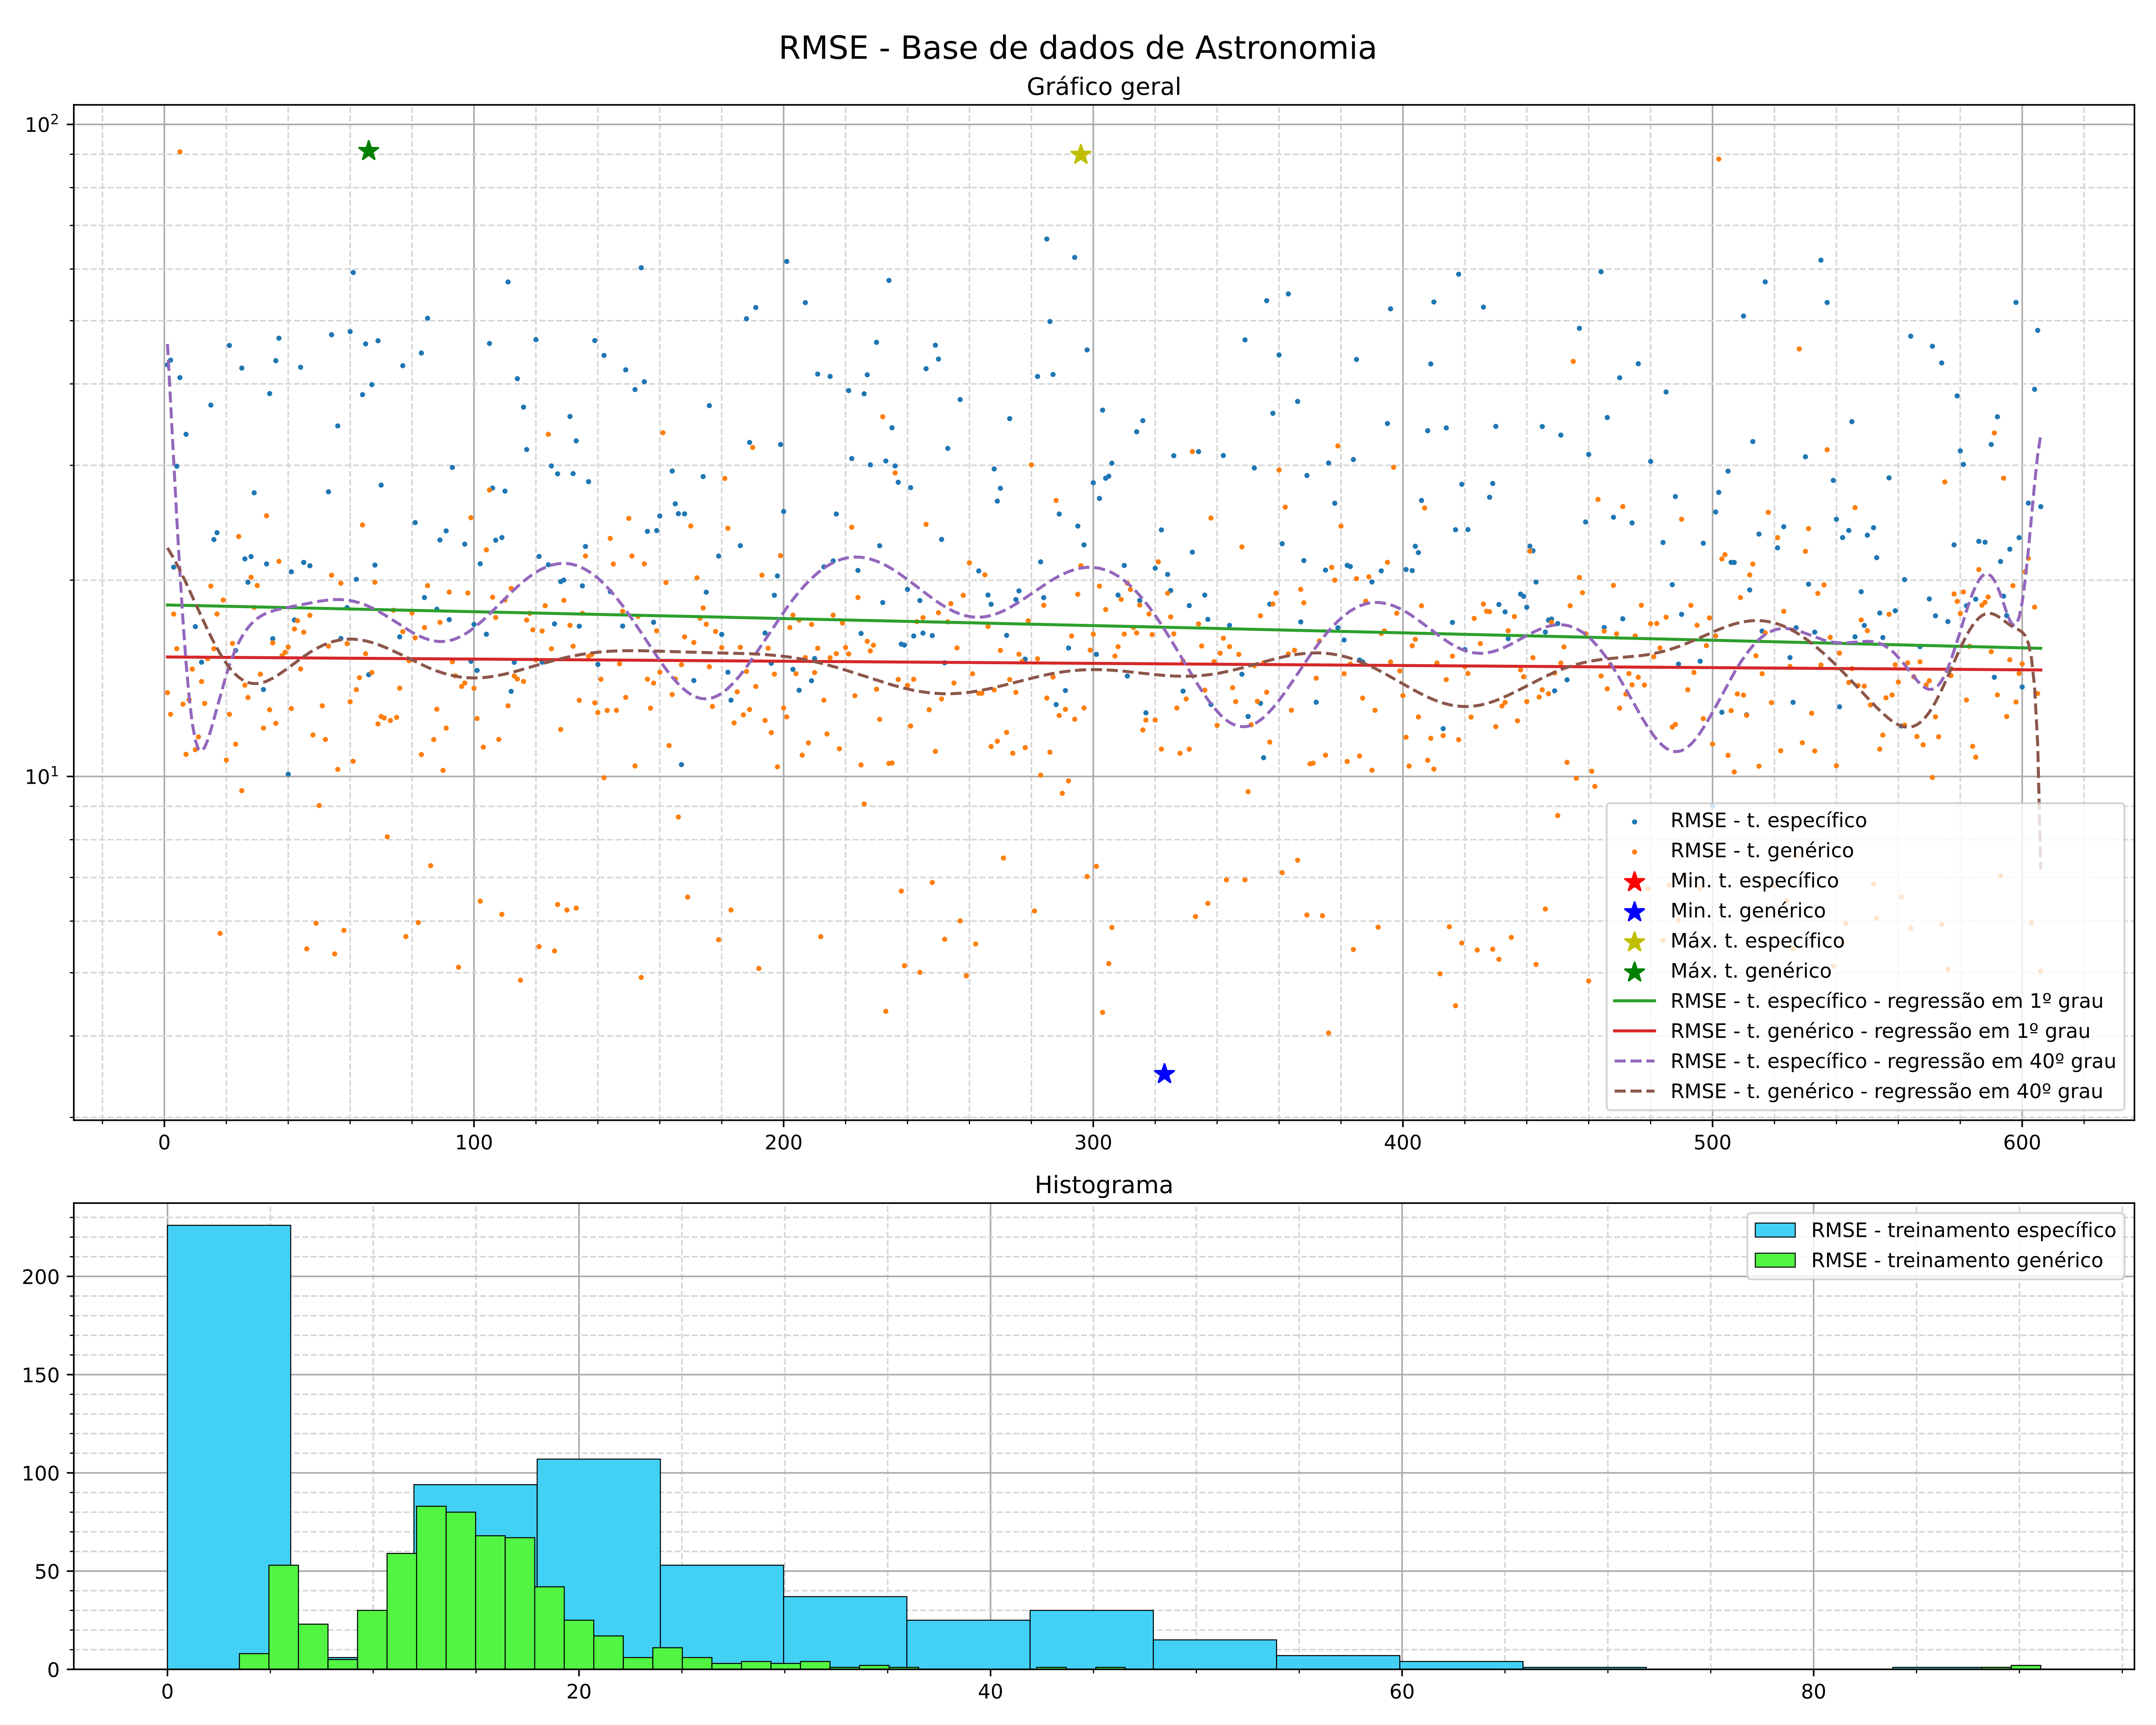 RMSE - Base de dados de Astronomia
Gráfico geral
10²
10¹
RMSE - t. específico
RMSE - t. genérico
Min. t. específico
Min. t. genérico
Máx. t. específico
Máx. t. genérico
RMSE - t. específico - regressão em 1º grau
RMSE - t. genérico - regressão em 1º grau
RMSE - t. específico - regressão em 40º grau
RMSE - t. genérico - regressão em 40º grau
0 100 200 300 400 500 600
Histograma
RMSE - treinamento específico
RMSE - treinamento genérico
200
150
100
50
0
0 20 40 60 80